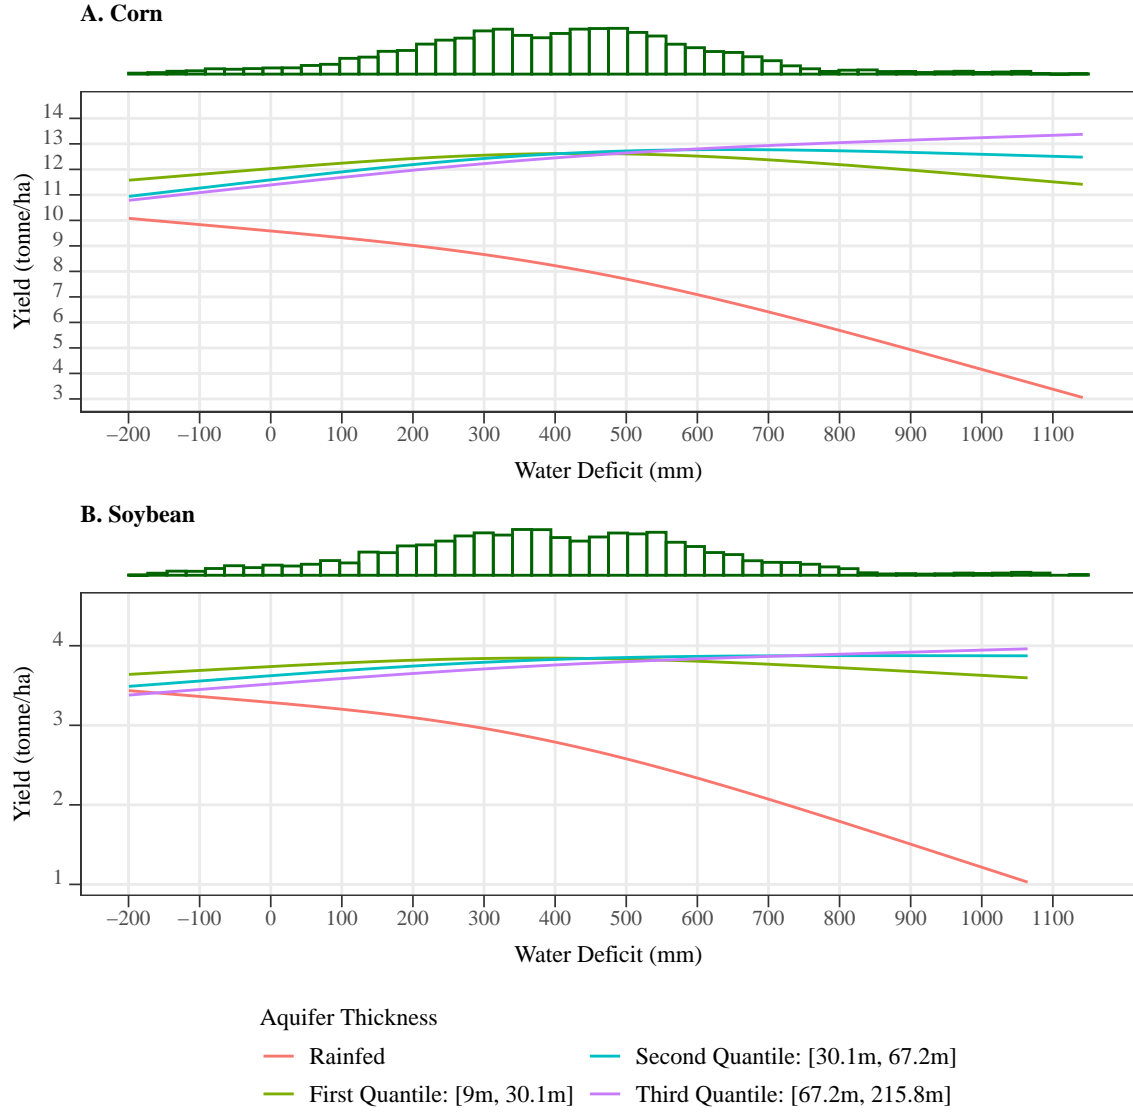 A. Corn
14
13
12
11
10
9
8
7
6
5
4
3
Yield (tonne/ha)
−200 −100 0 100 200 300 400 500 600 700 800 900 1000 1100
Water Deficit (mm)
B. Soybean
4
3
2
1
Yield (tonne/ha)
−200 −100 0 100 200 300 400 500 600 700 800 900 1000 1100
Water Deficit (mm)
Aquifer Thickness
Rainfed Second Quantile: [30.1m, 67.2m]
First Quantile: [9m, 30.1m] Third Quantile: [67.2m, 215.8m]